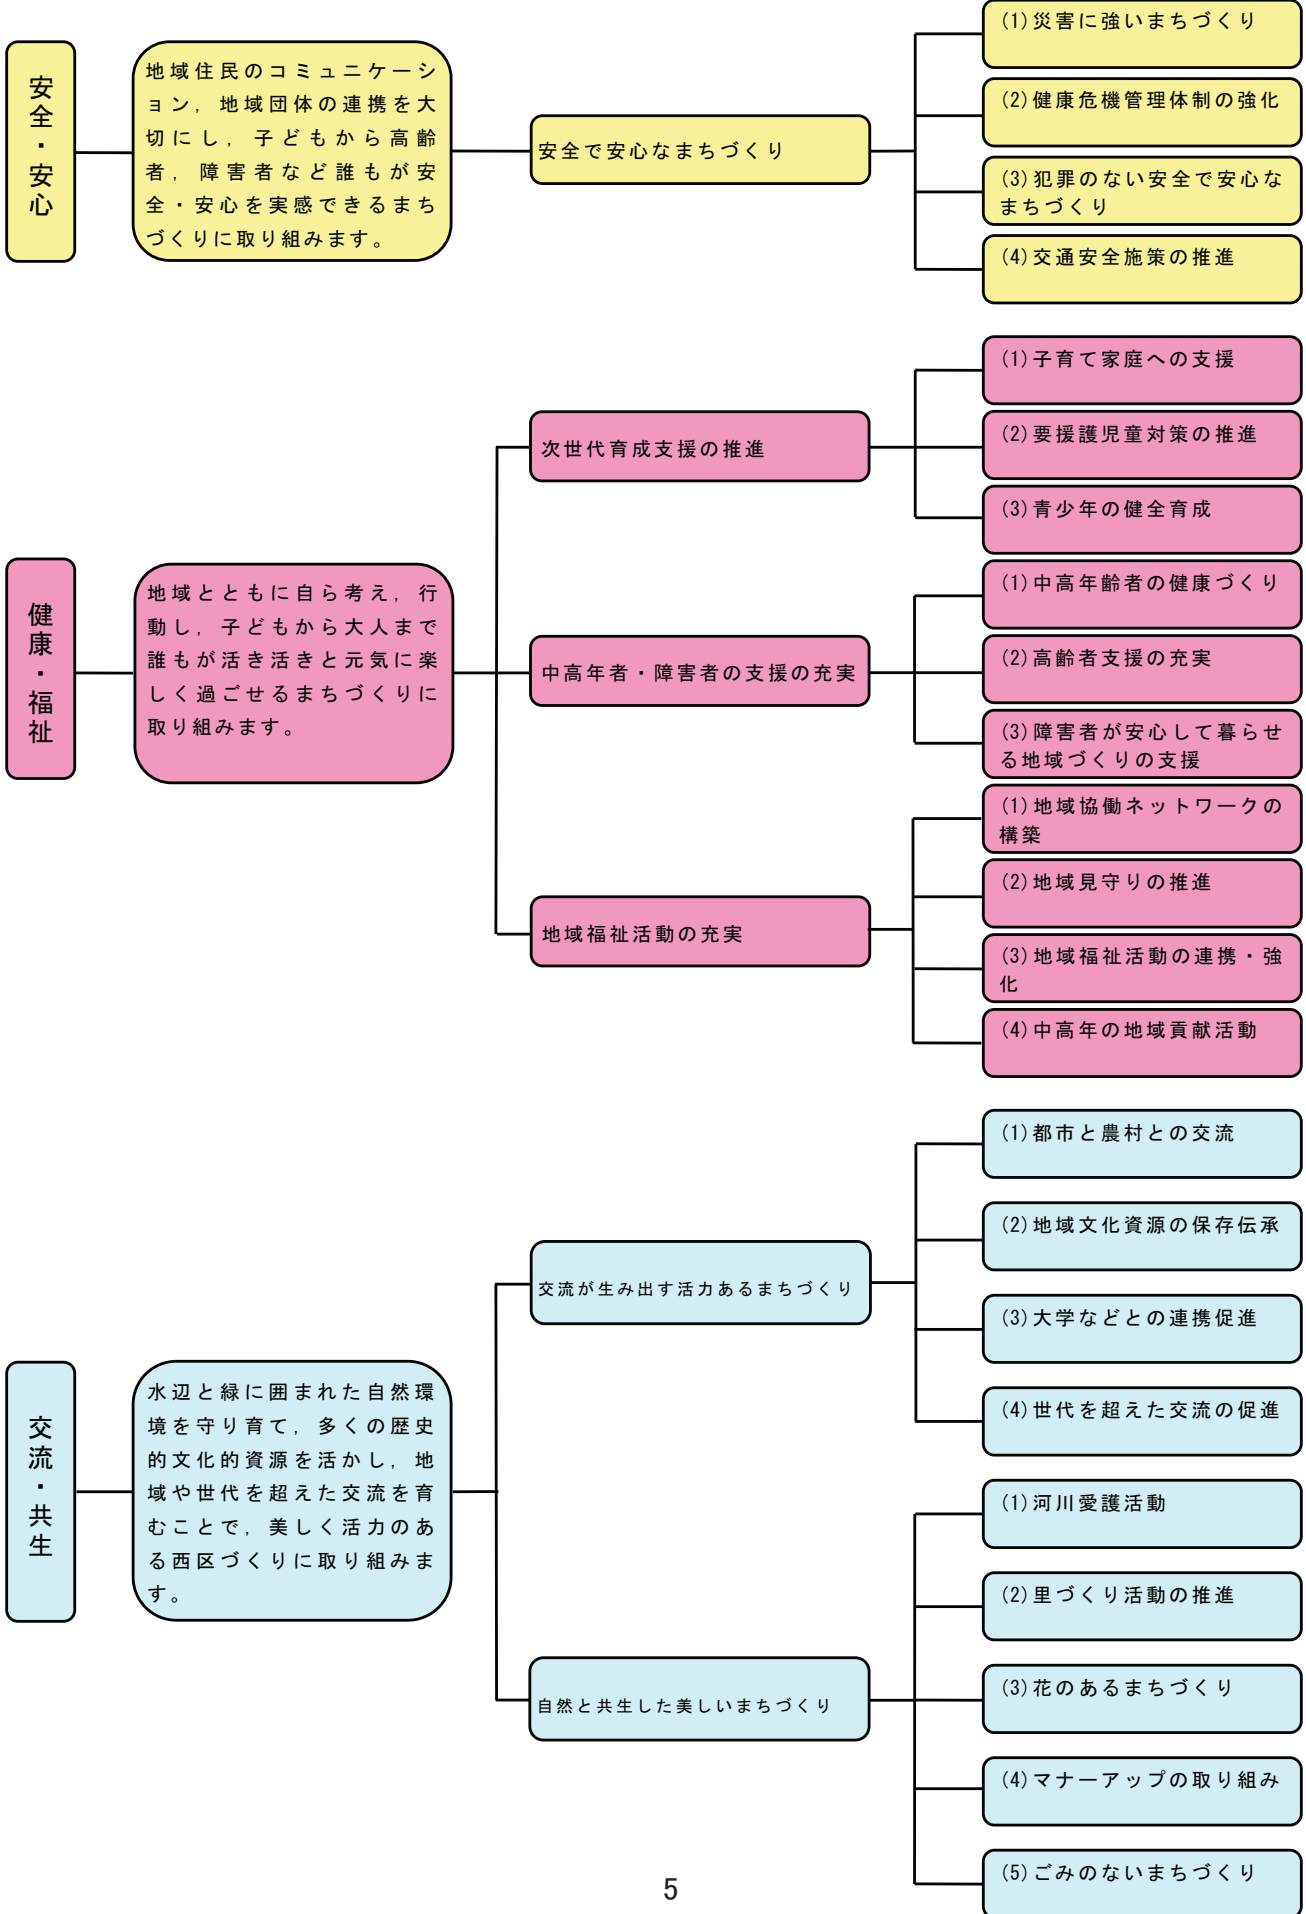 安全・安心
地域住民のコミュニケーシ
ョン，地域団体の連携を大
切にし，子どもから高齢
者，障害者など誰もが安
全・安心を実感できるまち
づくりに取り組みます。
安全で安心なまちづくり
(1)災害に強いまちづくり
(2)健康危機管理体制の強化
(3)犯罪のない安全で安心な
まちづくり
(4)交通安全施策の推進
健康・福祉
地域とともに自ら考え，行
動し，子どもから大人まで
誰もが活き活きと元気に楽
しく過ごせるまちづくりに
取り組みます。
次世代育成支援の推進
(1)子育て家庭への支援
(2)要援護児童対策の推進
(3)青少年の健全育成
中高年者・障害者の支援の充実
(1)中高年齢者の健康づくり
(2)高齢者支援の充実
(3)障害者が安心して暮らせ
る地域づくりの支援
地域福祉活動の充実
(1)地域協働ネットワークの
構築
(2)地域見守りの推進
(3)地域福祉活動の連携・強
化
(4)中高年の地域貢献活動
交流・共生
水辺と緑に囲まれた自然環
境を守り育て，多くの歴史
的文化的資源を活かし，地
域や世代を超えた交流を育
むことで，美しく活力のあ
る西区づくりに取り組みま
す。
交流が生み出す活力あるまちづくり
(1)都市と農村との交流
(2)地域文化資源の保存伝承
(3)大学などとの連携促進
(4)世代を超えた交流の促進
自然と共生した美しいまちづくり
(1)河川愛護活動
(2)里づくり活動の推進
(3)花のあるまちづくり
(4)マナーアップの取り組み
(5)ごみのないまちづくり
5